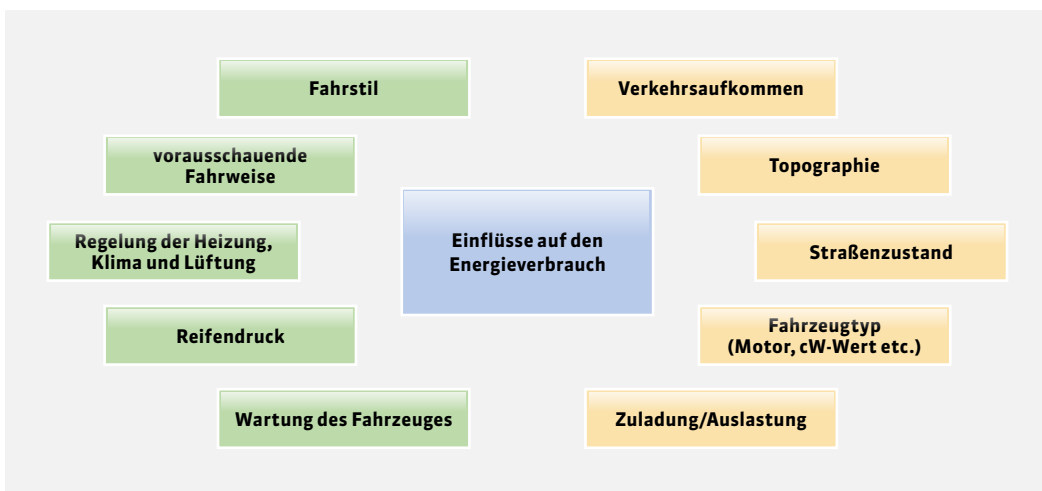 Fahrstil
Verkehrsaufkommen
vorausschauende
Fahrweise
Topographie
Regelung der Heizung,
Klima und Lüftung
Einflüsse auf den
Energieverbrauch
Straßenzustand
Reifendruck
Fahrzeugtyp
(Motor, cW-Wert etc.)
Wartung des Fahrzeuges
Zuladung/Auslastung